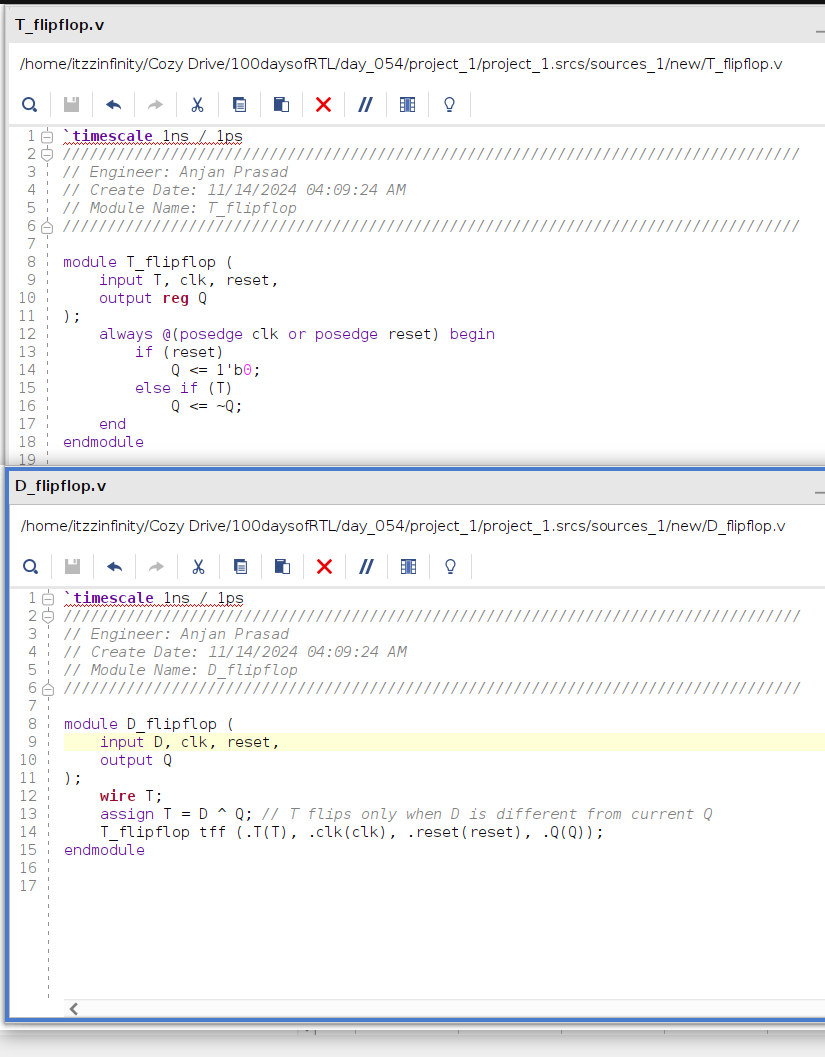 T_flipflop.v
/home/itzzinfinity/Cozy Drive/100daysofRTL/day_054/project_1/project_1.srcs/sources_1/new/T_flipflop.v
1 `timescale 1ns / 1ps
2 //////////////////////////////////////////////////////////////////////////////////
3 // Engineer: Anjan Prasad
4 // Create Date: 11/14/2024 04:09:24 AM
5 // Module Name: T_flipflop
6 //////////////////////////////////////////////////////////////////////////////////
7
8 module T_flipflop (
9     input T, clk, reset,
10     output reg Q
11 );
12     always @(posedge clk or posedge reset) begin
13         if (reset)
14             Q <= 1'b0;
15         else if (T)
16             Q <= ~Q;
17     end
18 endmodule
19
D_flipflop.v
/home/itzzinfinity/Cozy Drive/100daysofRTL/day_054/project_1/project_1.srcs/sources_1/new/D_flipflop.v
1 `timescale 1ns / 1ps
2 //////////////////////////////////////////////////////////////////////////////////
3 // Engineer: Anjan Prasad
4 // Create Date: 11/14/2024 04:09:24 AM
5 // Module Name: D_flipflop
6 //////////////////////////////////////////////////////////////////////////////////
7
8 module D_flipflop (
9     input D, clk, reset,
10     output Q
11 );
12     wire T;
13     assign T = D ^ Q; // T flips only when D is different from current Q
14     T_flipflop tff (.T(T), .clk(clk), .reset(reset), .Q(Q));
15 endmodule
16
17